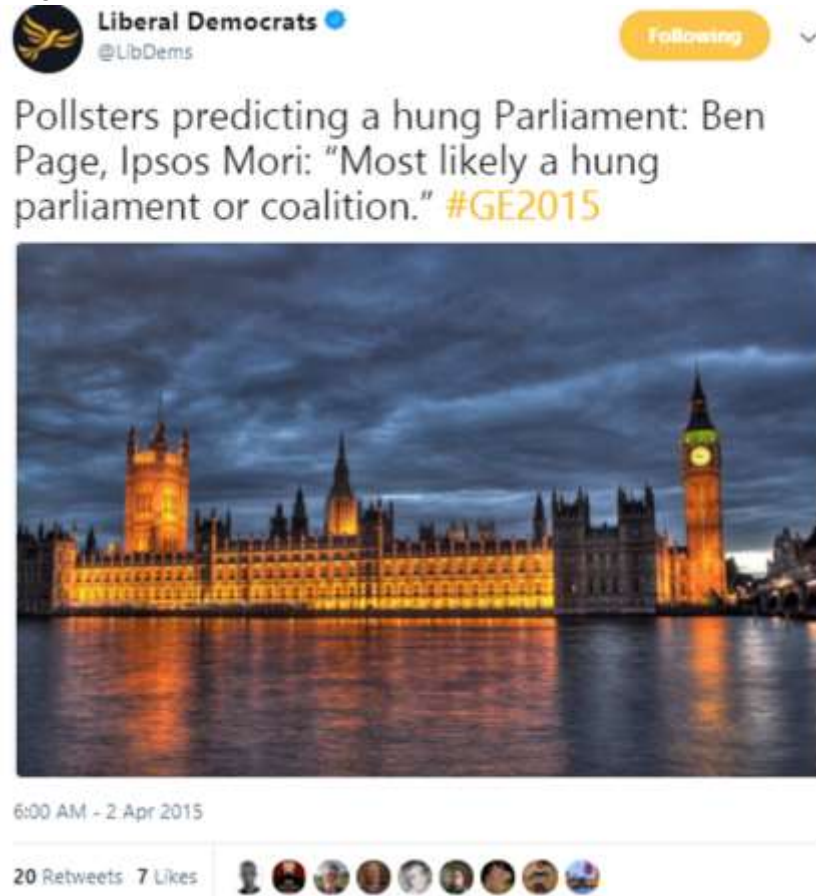 Liberal Democrats
@LibDems
Following
Pollsters predicting a hung Parliament: Ben
Page, Ipsos Mori: “Most likely a hung
parliament or coalition.” #GE2015
6:00 AM - 2 Apr 2015
20 Retweets 7 Likes